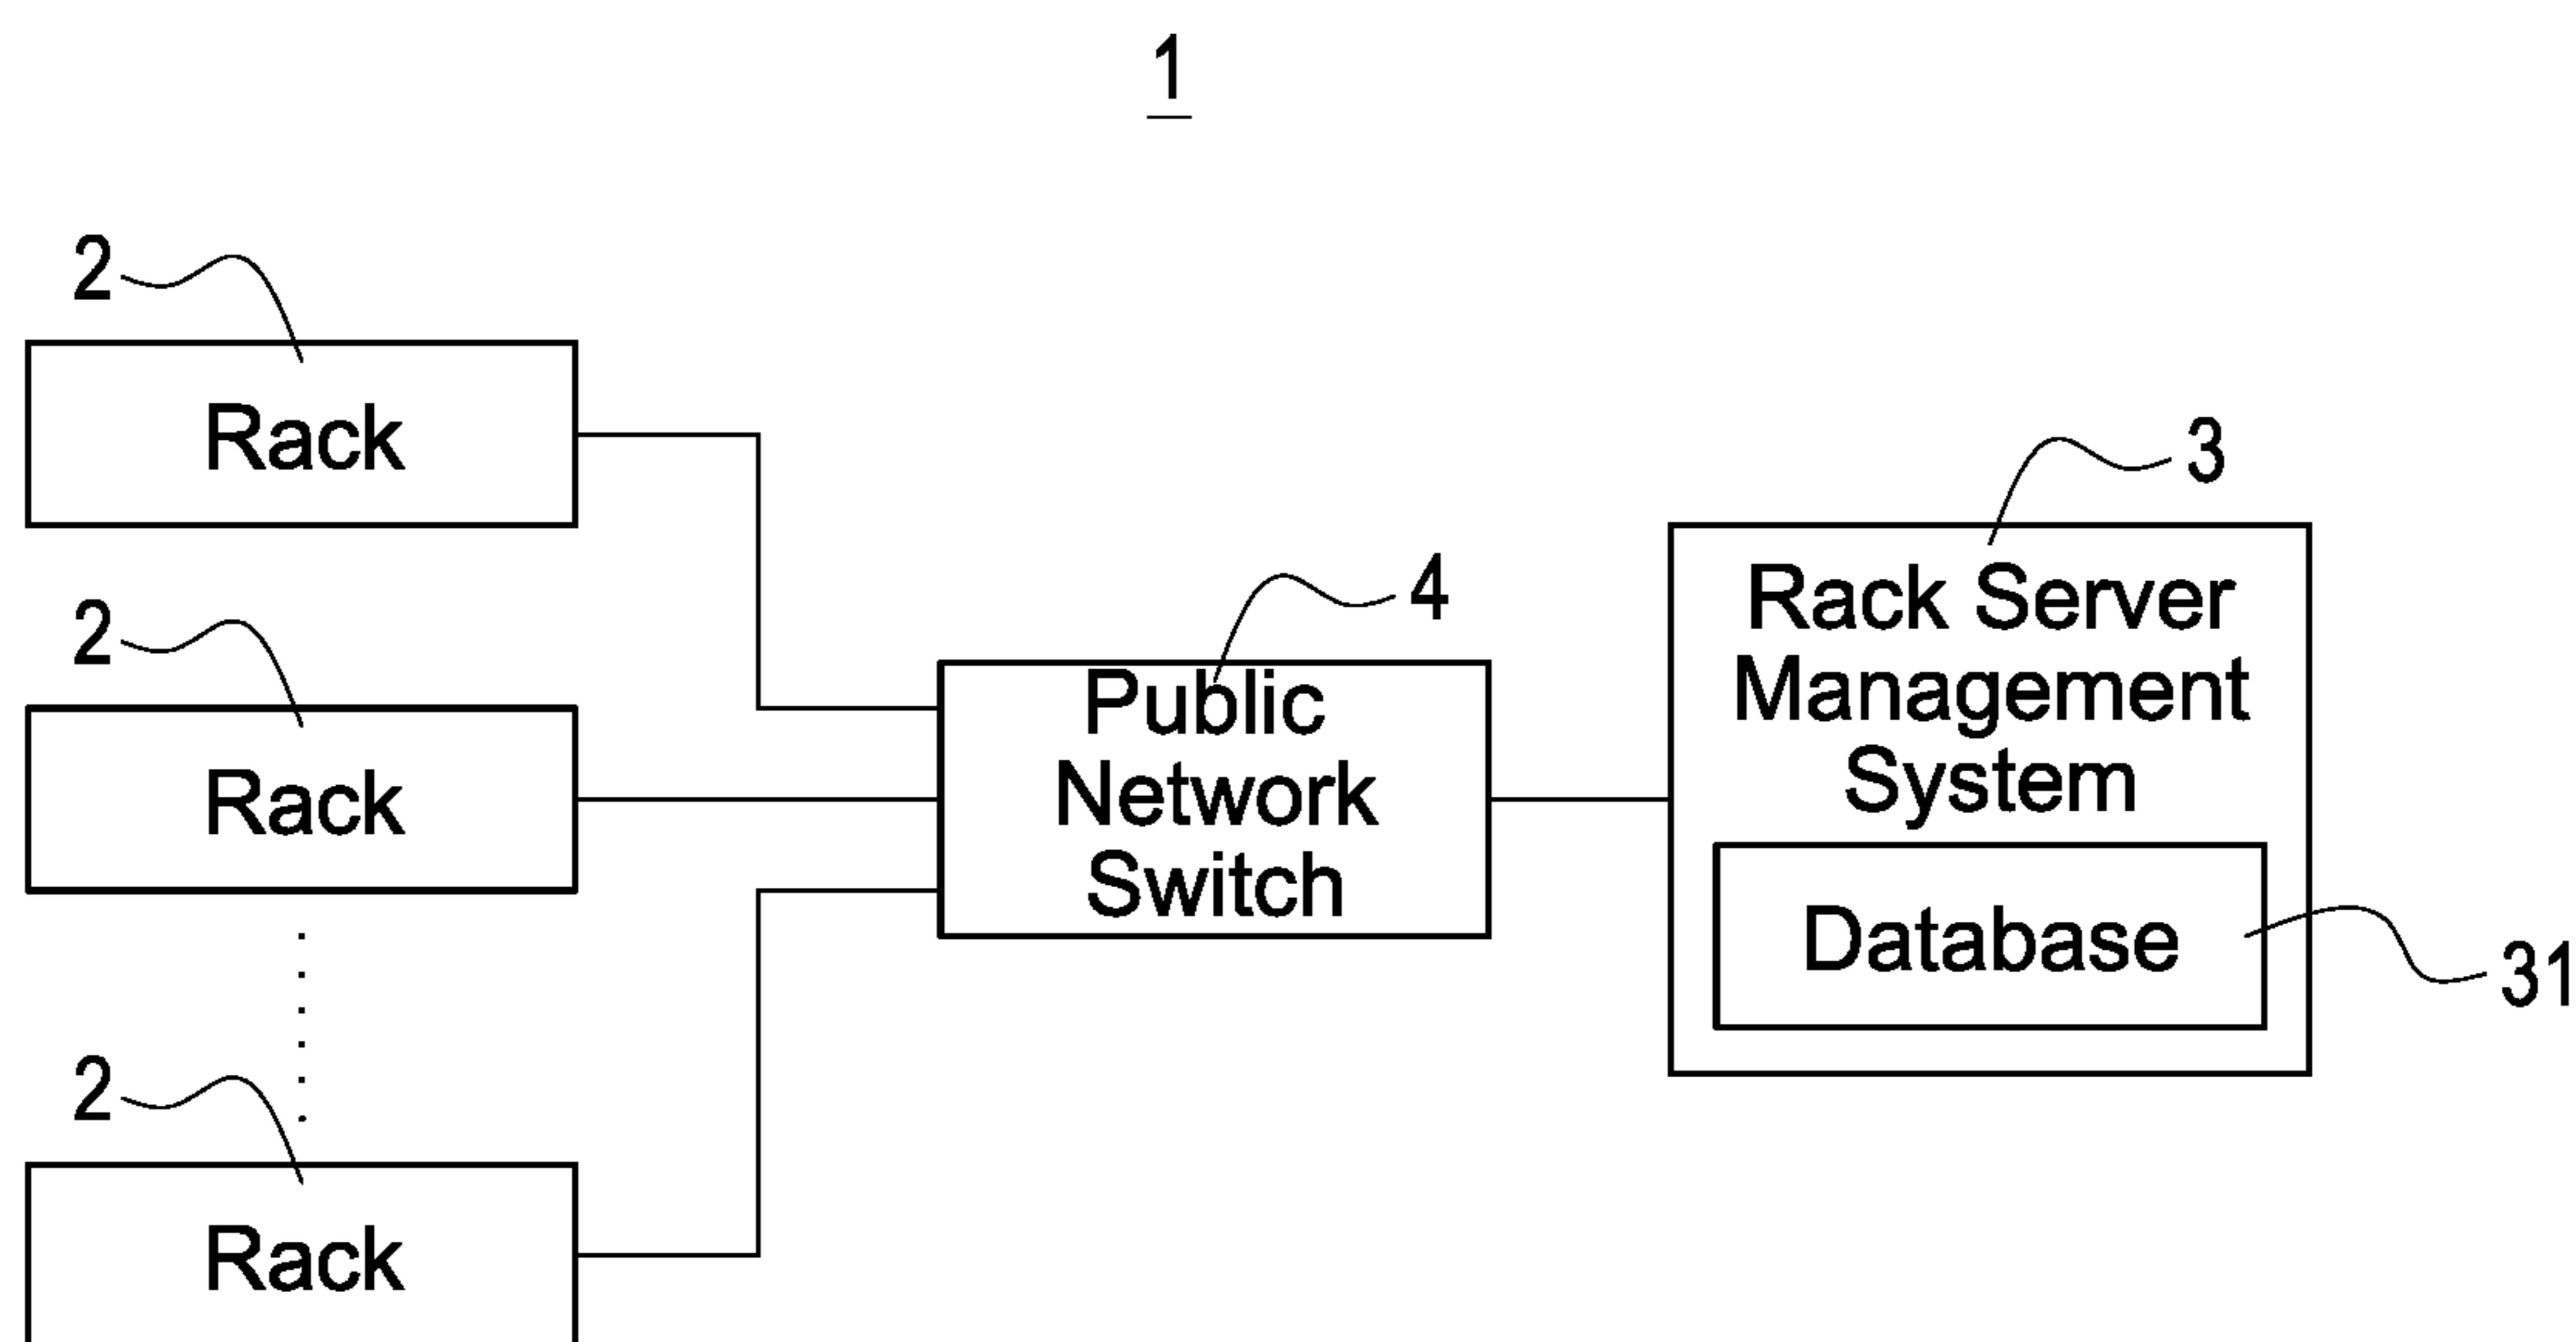 1
2
Rack
2
Rack
2
Rack
4
Public
Network
Switch
3
Rack Server
Management
System
Database
31